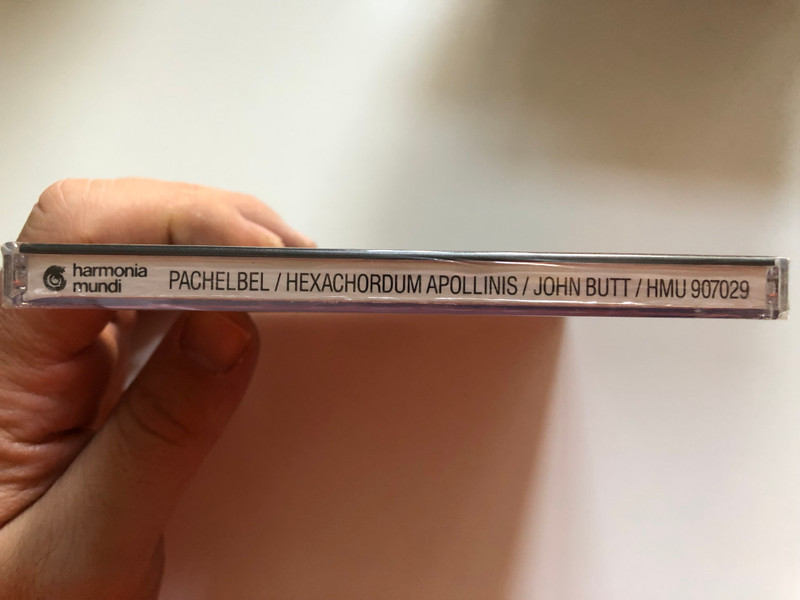 harmonia
mundi
PACHELBEL / HEXACHORDUM APOLLINIS / JOHN BUTT / HMU 907029